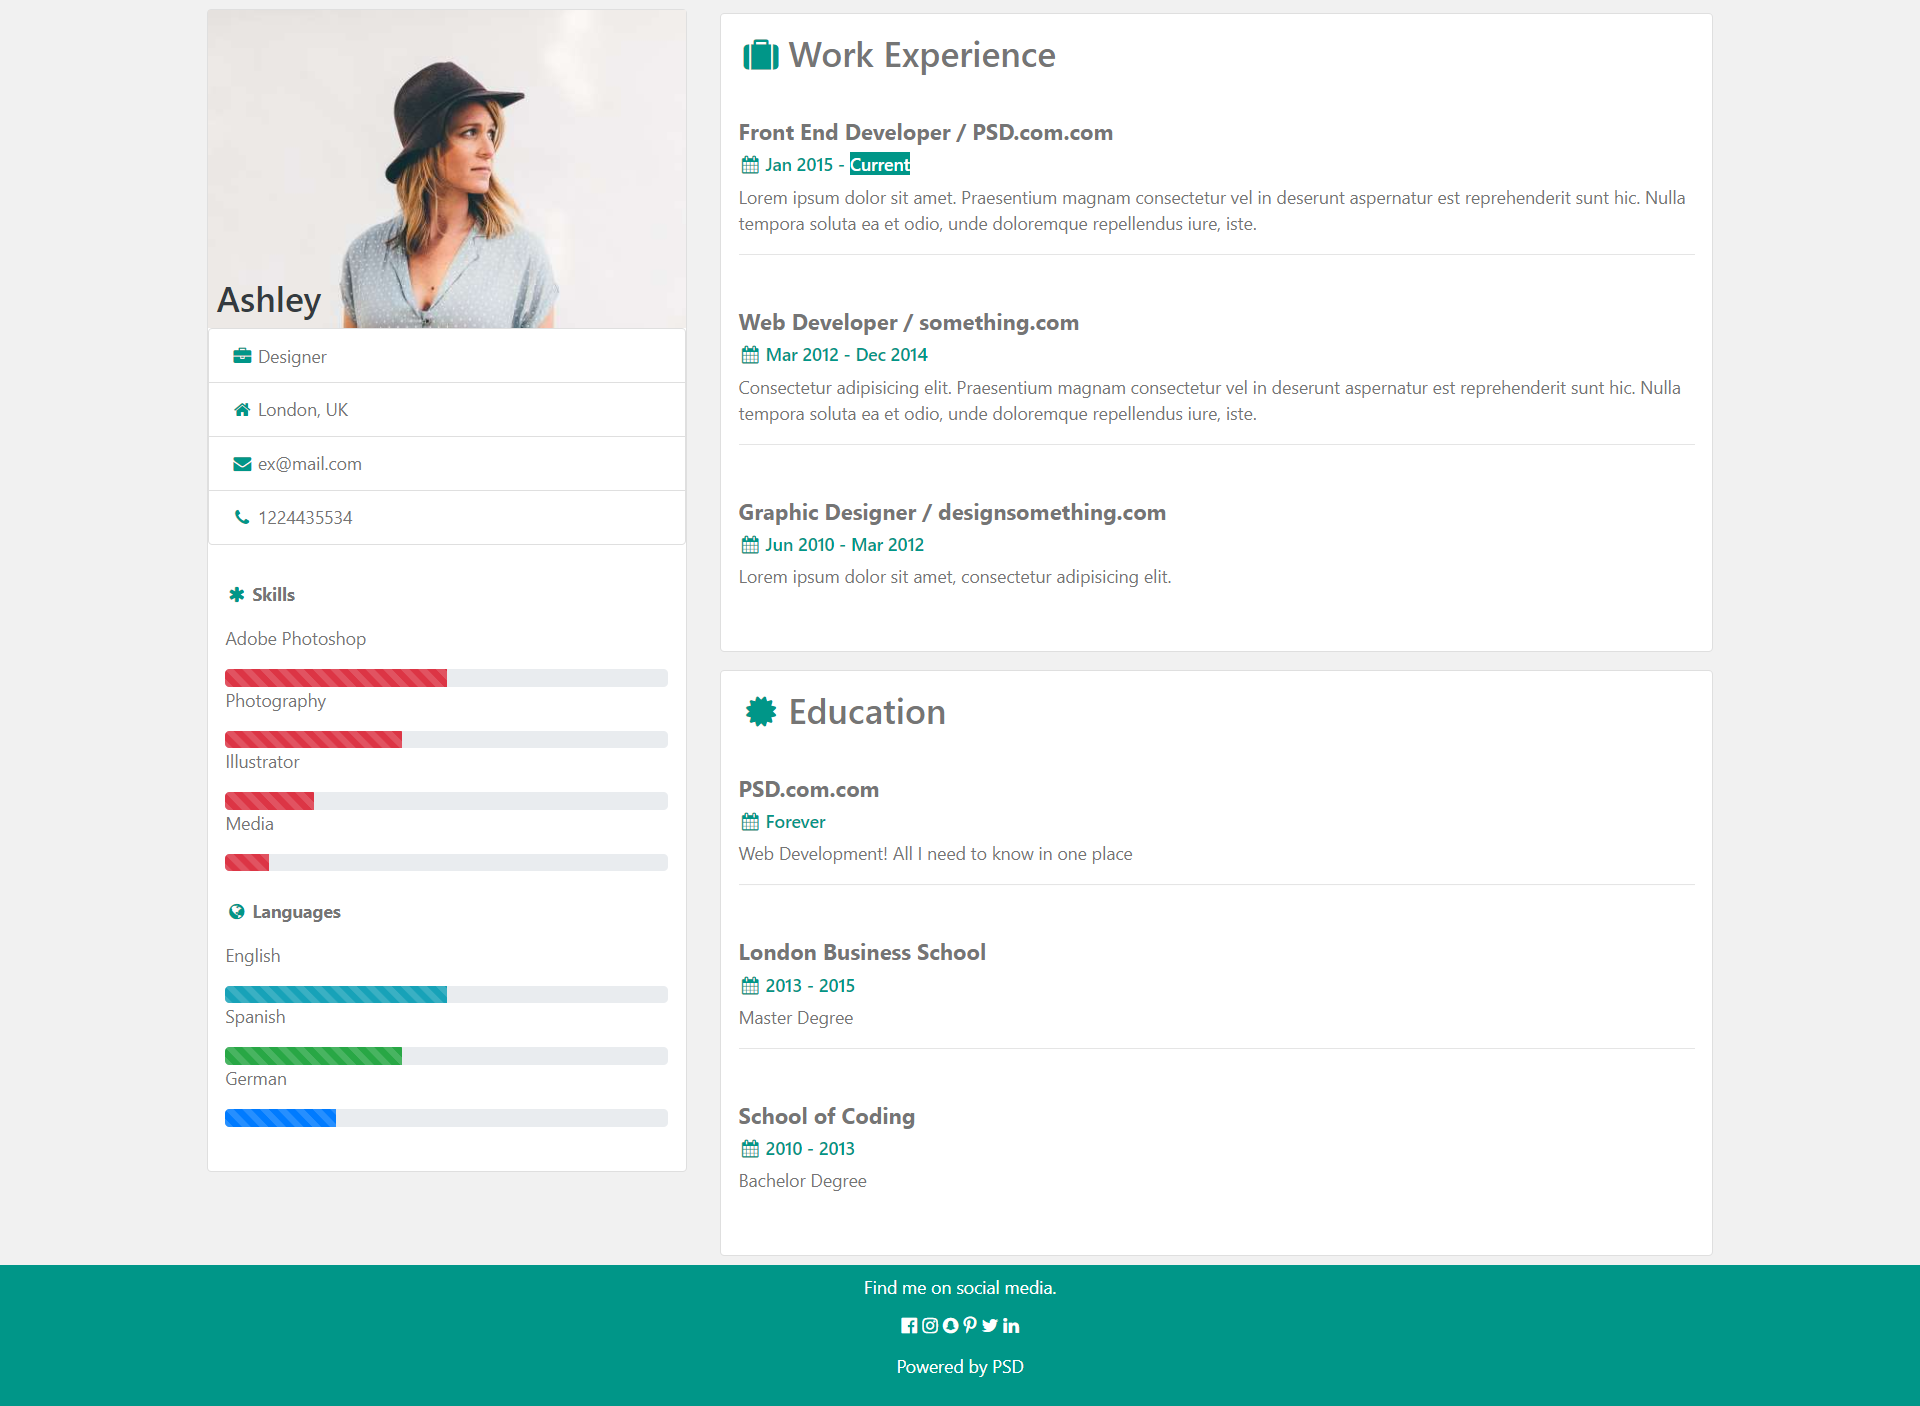 Ashley
Designer
London, UK
ex@mail.com
1224435534
Skills
Adobe Photoshop
Photography
Illustrator
Media
Languages
English
Spanish
German
Work Experience
Front End Developer / PSD.com.com
Jan 2015 - Current
Lorem ipsum dolor sit amet. Praesentium magnam consectetur vel in deserunt aspernatur est reprehenderit sunt hic. Nulla
tempora soluta ea et odio, unde doloremque repellendus iure, iste.
Web Developer / something.com
Mar 2012 - Dec 2014
Consectetur adipisicing elit. Praesentium magnam consectetur vel in deserunt aspernatur est reprehenderit sunt hic. Nulla
tempora soluta ea et odio, unde doloremque repellendus iure, iste.
Graphic Designer / designsomething.com
Jun 2010 - Mar 2012
Lorem ipsum dolor sit amet, consectetur adipisicing elit.
Education
PSD.com.com
Forever
Web Development! All I need to know in one place
London Business School
2013 - 2015
Master Degree
School of Coding
2010 - 2013
Bachelor Degree
Find me on social media.
Powered by PSD